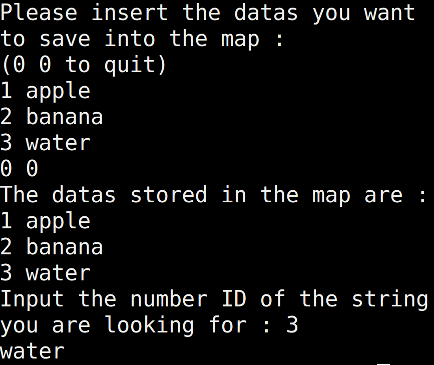 Please insert the datas you want
to save into the map :
(0 0 to quit)
1 apple
2 banana
3 water
0 0
The datas stored in the map are :
1 apple
2 banana
3 water
Input the number ID of the string
you are looking for : 3
water